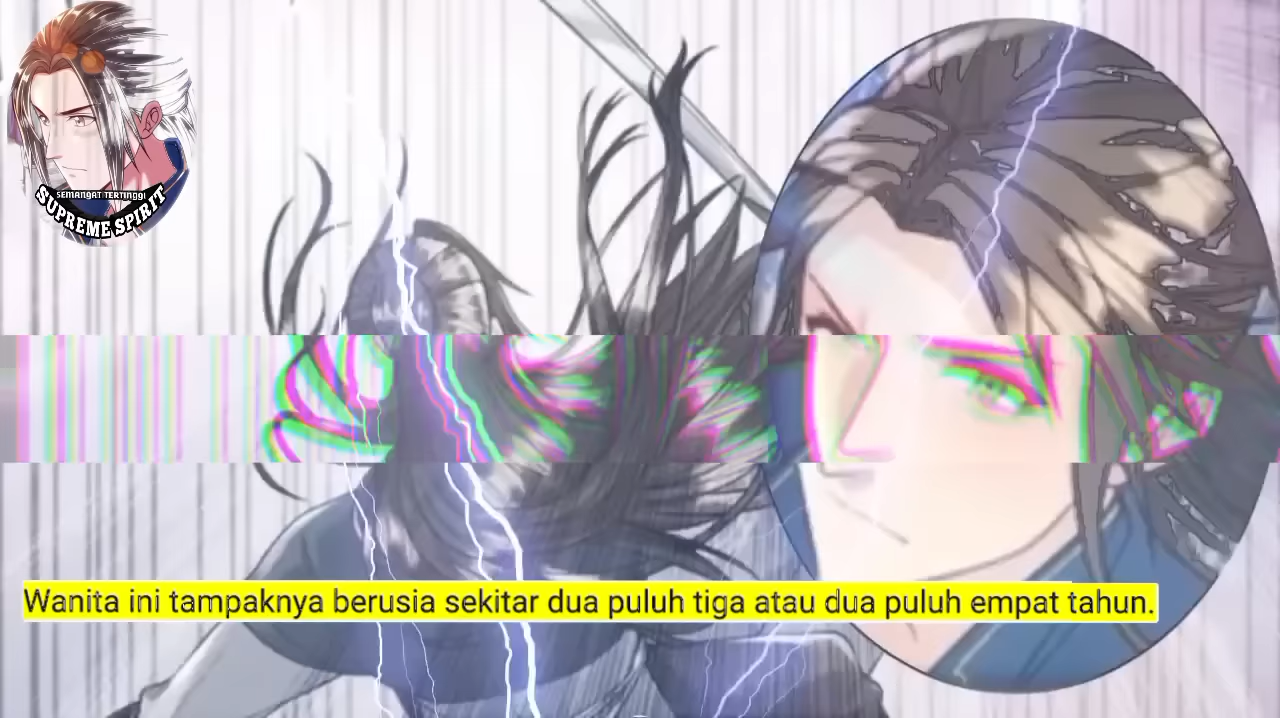 SEMANGAT TERTINGGI
SUPREME SPIRIT
Wanita ini tampaknya berusia sekitar dua puluh tiga atau dua puluh empat tahun.